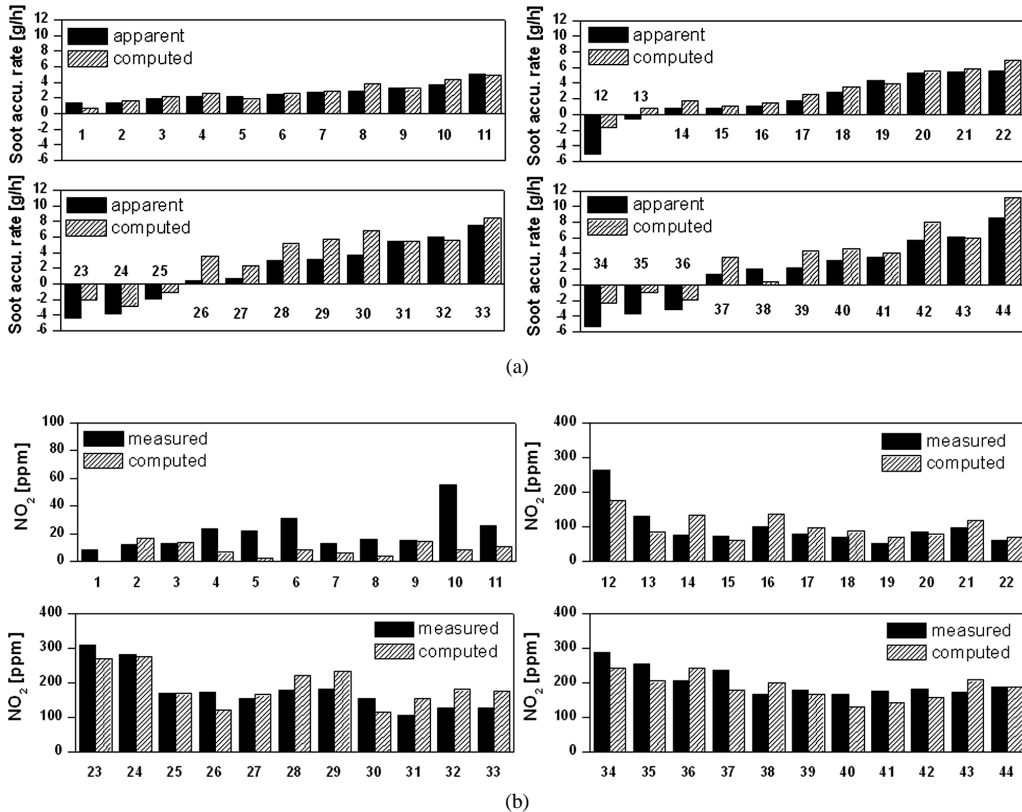 Soot accu. rate [g/h]
12
10
8
6
4
2
0
-2
-4
-6
apparent
computed
1 2 3 4 5 6 7 8 9 10 11
Soot accu. rate [g/h]
12
10
8
6
4
2
0
-2
-4
-6
apparent
computed
12 13
14 15 16 17 18 19 20 21 22
Soot accu. rate [g/h]
12
10
8
6
4
2
0
-2
-4
-6
apparent
computed
23 24 25
26 27 28 29 30 31 32 33
Soot accu. rate [g/h]
12
10
8
6
4
2
0
-2
-4
-6
apparent
computed
34 35 36
37 38 39 40 41 42 43 44
(a)
NO2 [ppm]
100
80
60
40
20
0
measured
computed
1 2 3 4 5 6 7 8 9 10 11
NO2 [ppm]
400
300
200
100
0
measured
computed
12 13 14 15 16 17 18 19 20 21 22
NO2 [ppm]
400
300
200
100
0
measured
computed
23 24 25 26 27 28 29 30 31 32 33
NO2 [ppm]
400
300
200
100
0
measured
computed
34 35 36 37 38 39 40 41 42 43 44
(b)